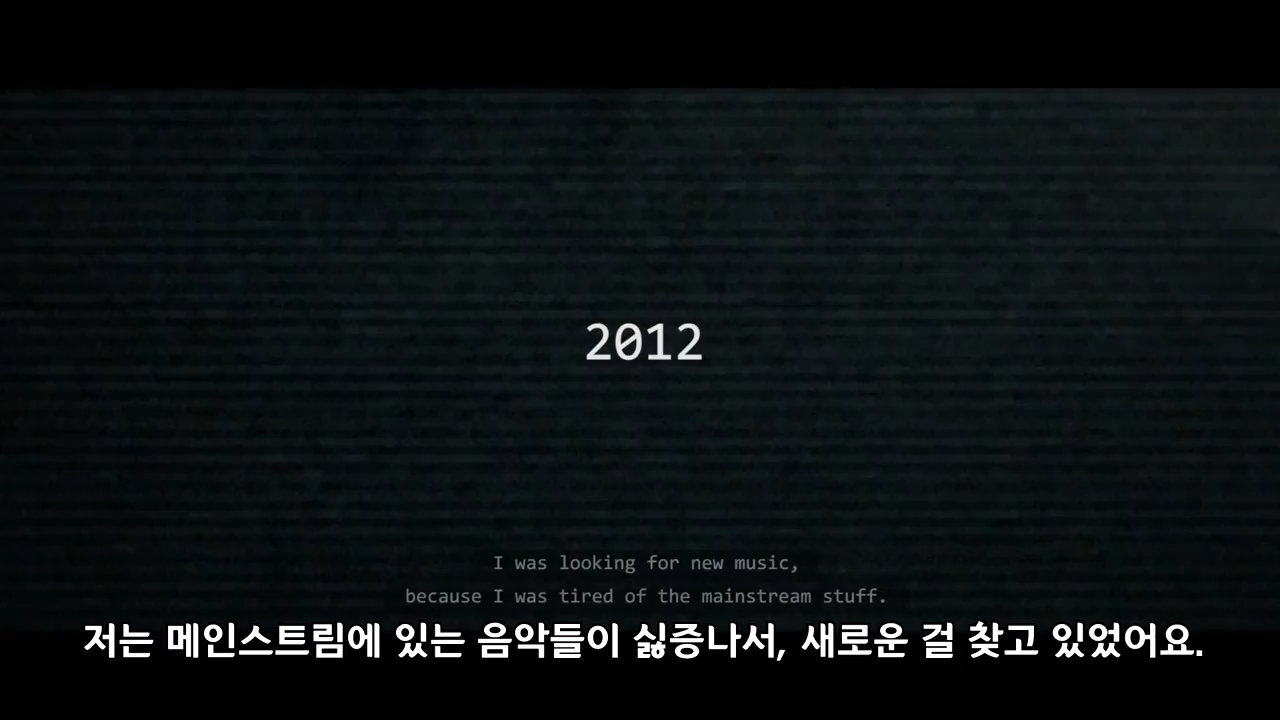 2012
I was looking for new music,
because I was tired of the mainstream stuff.
저는 메인스트림에 있는 음악들이 싫증나서, 새로운 걸 찾고 있었어요.